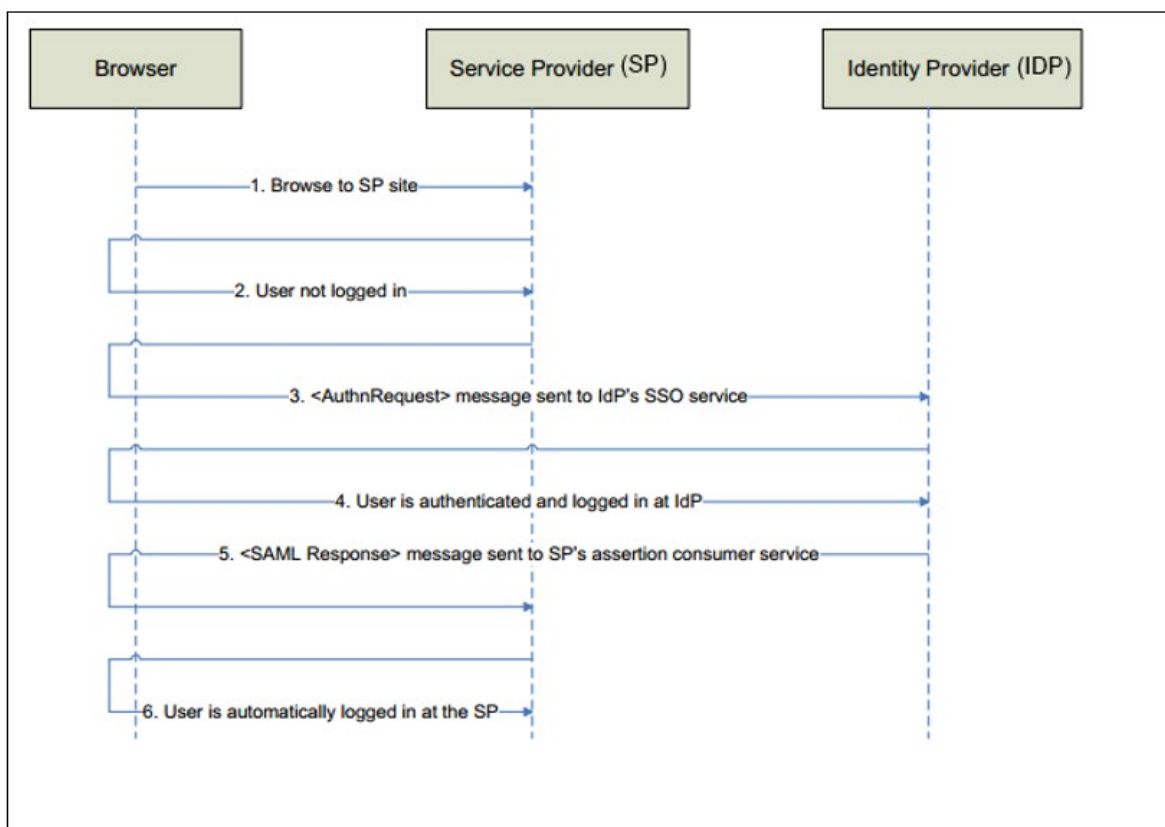 Browser
Service Provider (SP)
Identity Provider (IDP)
1. Browse to SP site
2. User not logged in
3. <AuthnRequest> message sent to IdP's SSO service
4. User is authenticated and logged in at IdP
5. <SAML Response> message sent to SP's assertion consumer service
6. User is automatically logged in at the SP